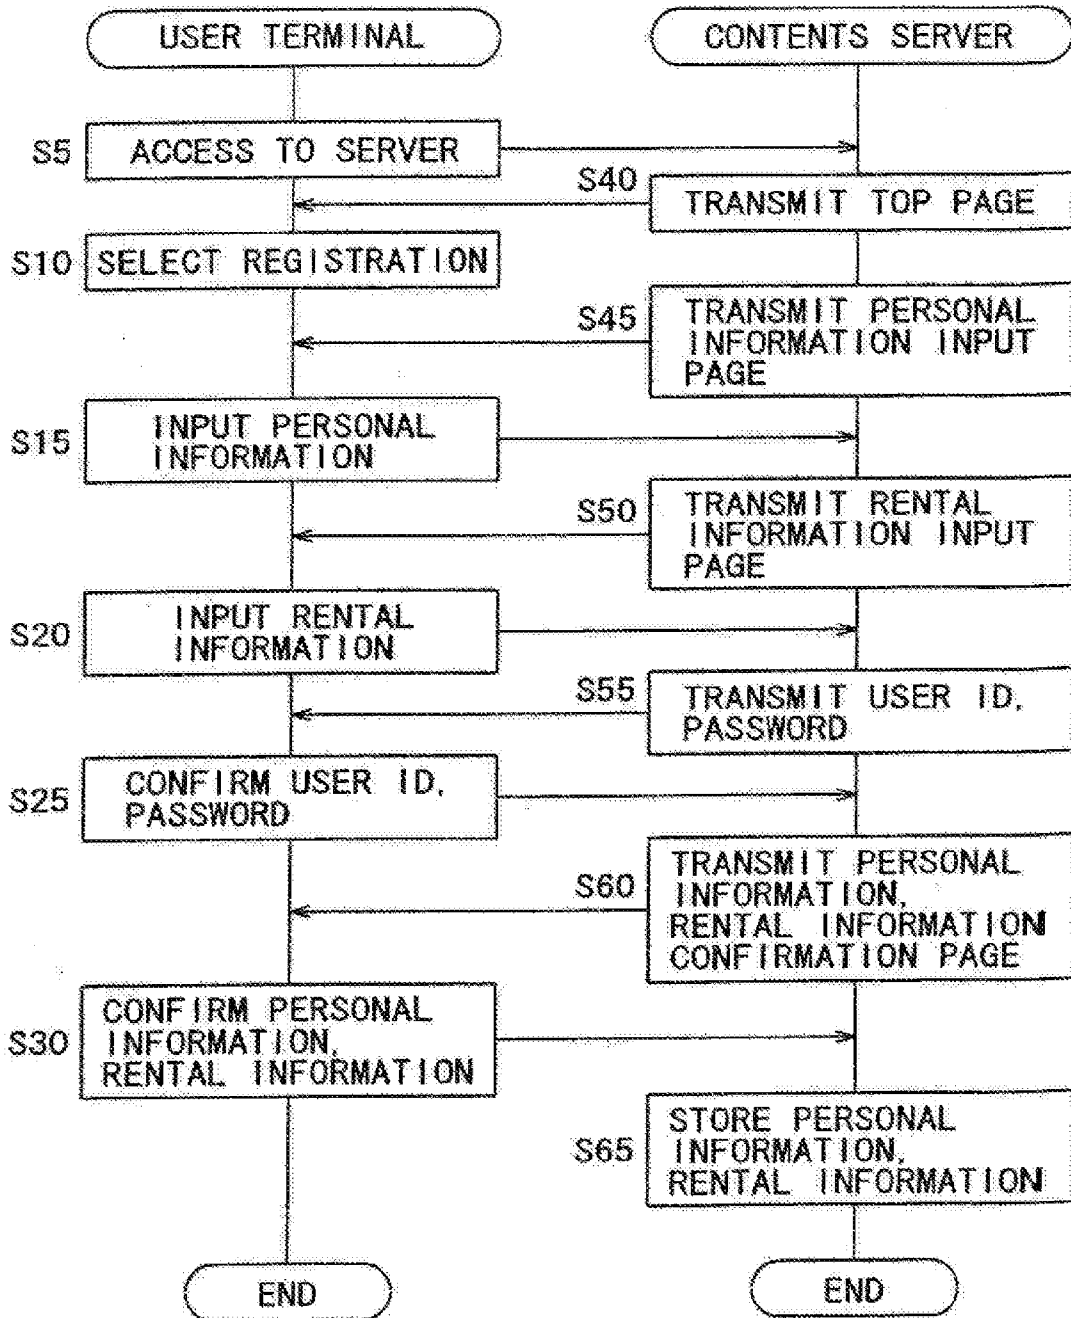 USER TERMINAL
CONTENTS SERVER
S5
ACCESS TO SERVER
S40
TRANSMIT TOP PAGE
S10
SELECT REGISTRATION
S45
TRANSMIT PERSONAL
INFORMATION INPUT
PAGE
S15
INPUT PERSONAL
INFORMATION
S50
TRANSMIT RENTAL
INFORMATION INPUT
PAGE
S20
INPUT RENTAL
INFORMATION
S55
TRANSMIT USER ID,
PASSWORD
S25
CONFIRM USER ID,
PASSWORD
S60
TRANSMIT PERSONAL
INFORMATION,
RENTAL INFORMATION
CONFIRMATION PAGE
S30
CONFIRM PERSONAL
INFORMATION,
RENTAL INFORMATION
S65
STORE PERSONAL
INFORMATION,
RENTAL INFORMATION
END
END